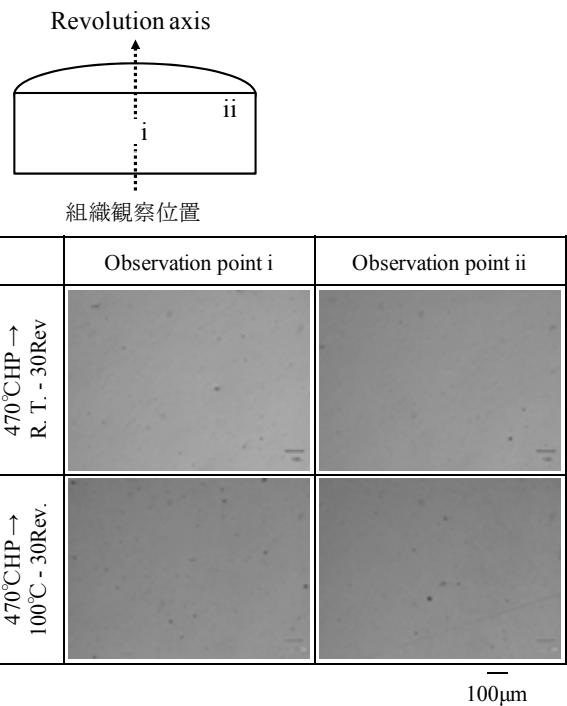 Revolution axis
ii
i
組織観察位置
Observation point i
Observation point ii
470℃HP →
R. T. - 30Rev
470℃HP →
100℃ - 30Rev.
100μm